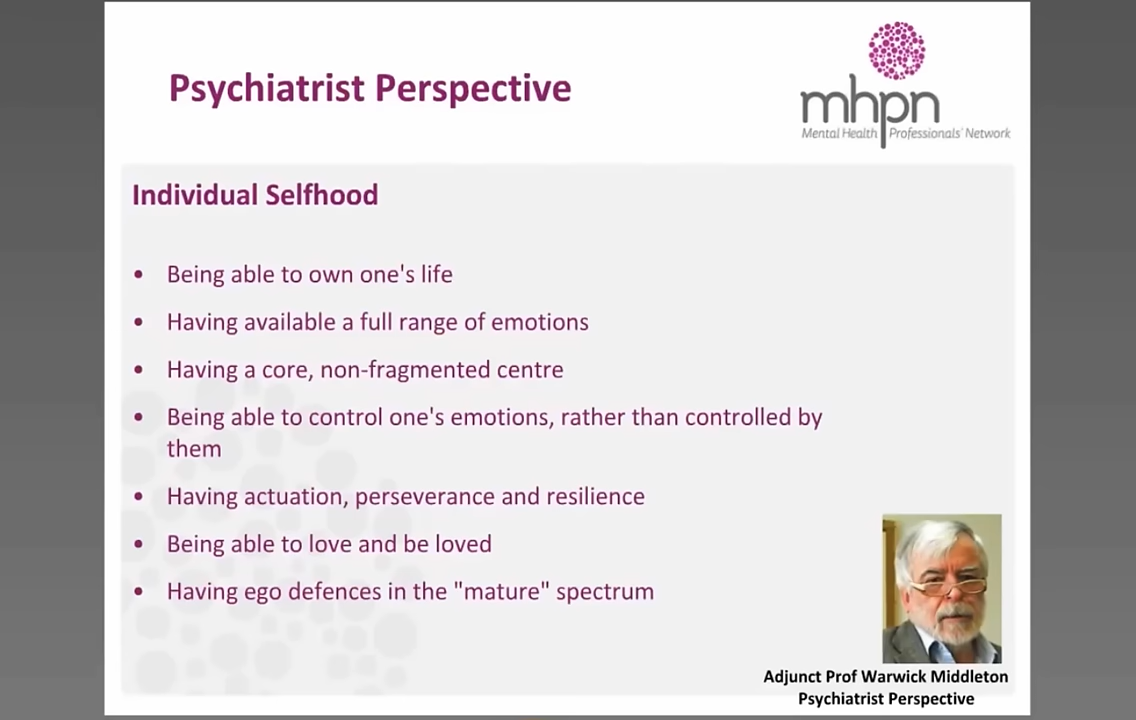 Psychiatrist Perspective
mhpn
Mental Health Professionals' Network
Individual Selfhood
• Being able to own one's life
• Having available a full range of emotions
• Having a core, non-fragmented centre
• Being able to control one's emotions, rather than controlled by
them
• Having actuation, perseverance and resilience
• Being able to love and be loved
• Having ego defences in the "mature" spectrum
Adjunct Prof Warwick Middleton
Psychiatrist Perspective